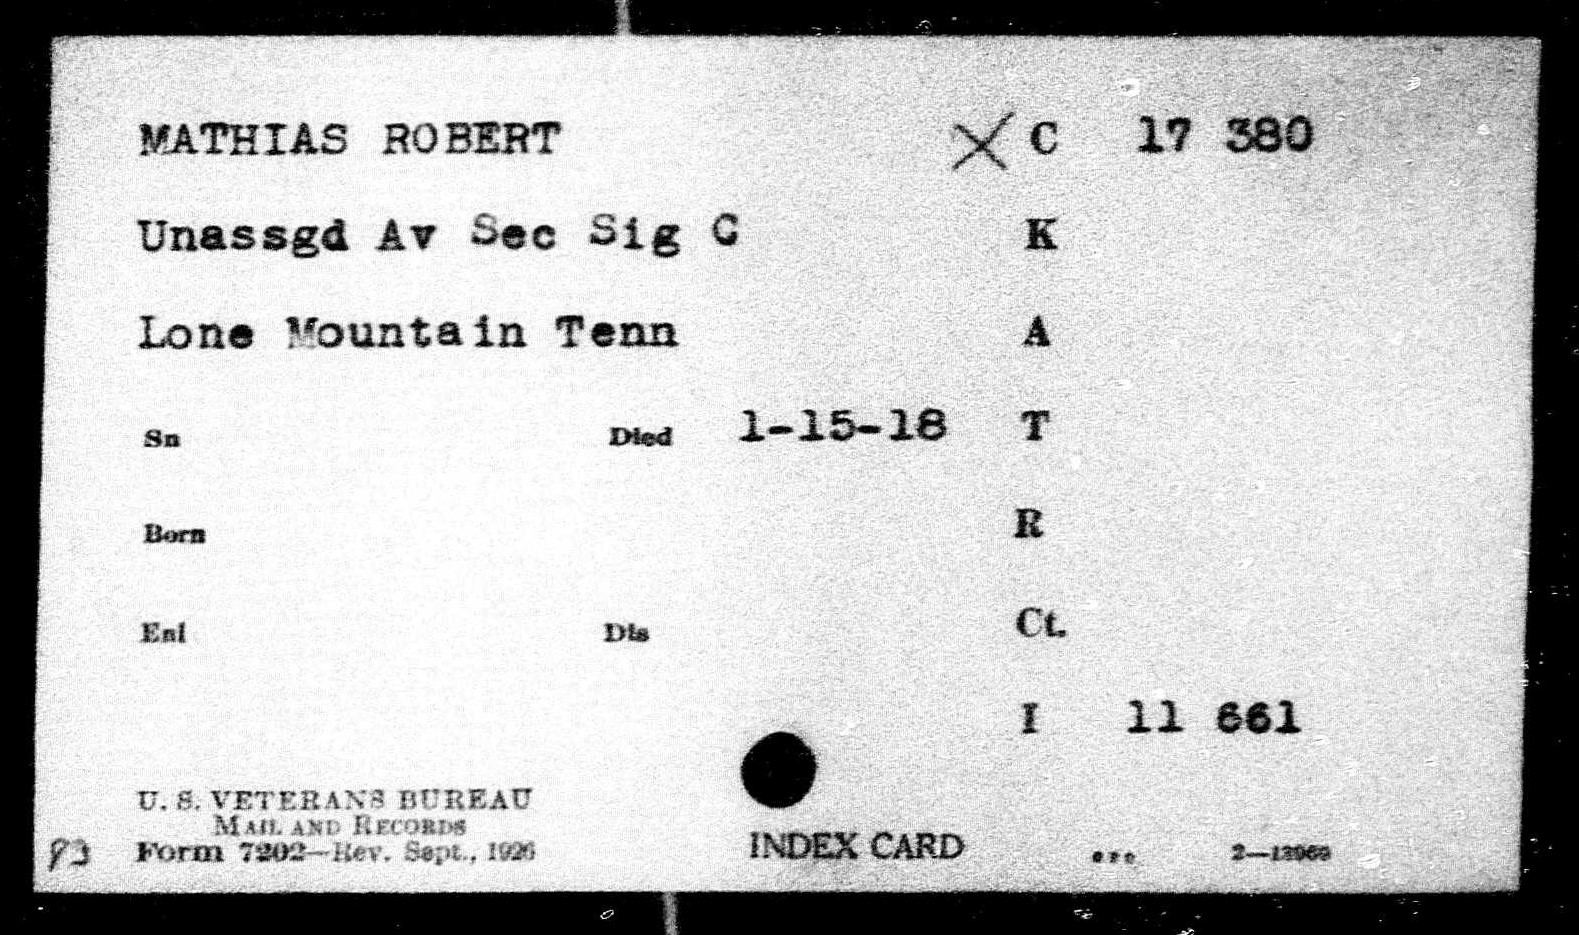 MATHIAS ROBERT X C 17 380
Unassgd Av Sec Sig C K
Lone Mountain Tenn A
Sn Died 1-15-18 T
Born R
Enl Dis Ct.
I 11 661
U. S. VETERANS BUREAU
MAIL AND RECORDS
Form 7202—Rev. Sept., 1926
INDEX CARD